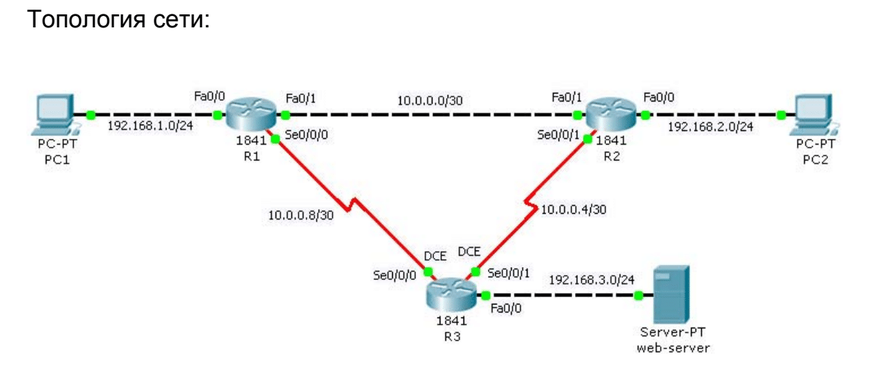 Топология сети:
Fa0/0
Fa0/1
10.0.0.0/30
Fa0/1
Fa0/0
192.168.1.0/24
192.168.2.0/24
PC-PT
PC1
1841
R1
Se0/0/0
Se0/0/1
1841
R2
PC-PT
PC2
10.0.0.8/30
10.0.0.4/30
DCE
DCE
Se0/0/0
Se0/0/1
192.168.3.0/24
Fa0/0
1841
R3
Server-PT
web-server